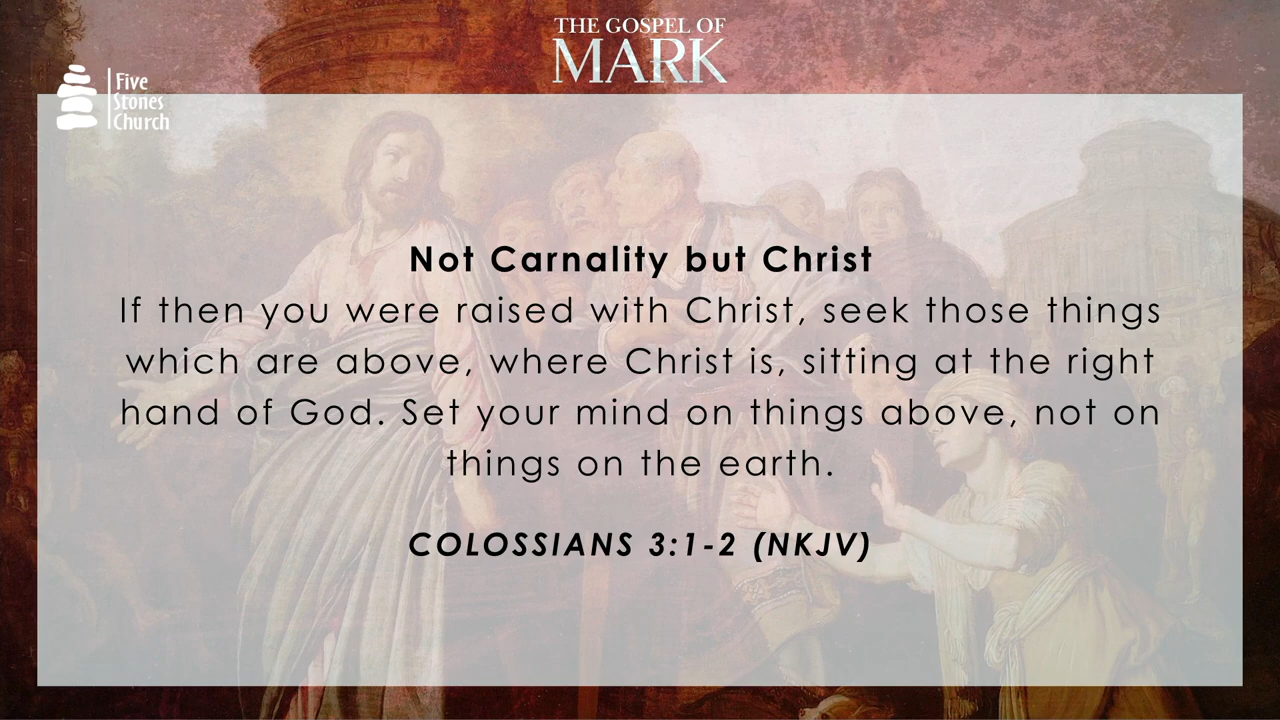 THE GOSPEL OF
MARK
Five
Stones
Church
Not Carnality but Christ
If then you were raised with Christ, seek those things
which are above, where Christ is, sitting at the right
hand of God. Set your mind on things above, not on
things on the earth.
COLOSSIANS 3:1-2 (NKJV)